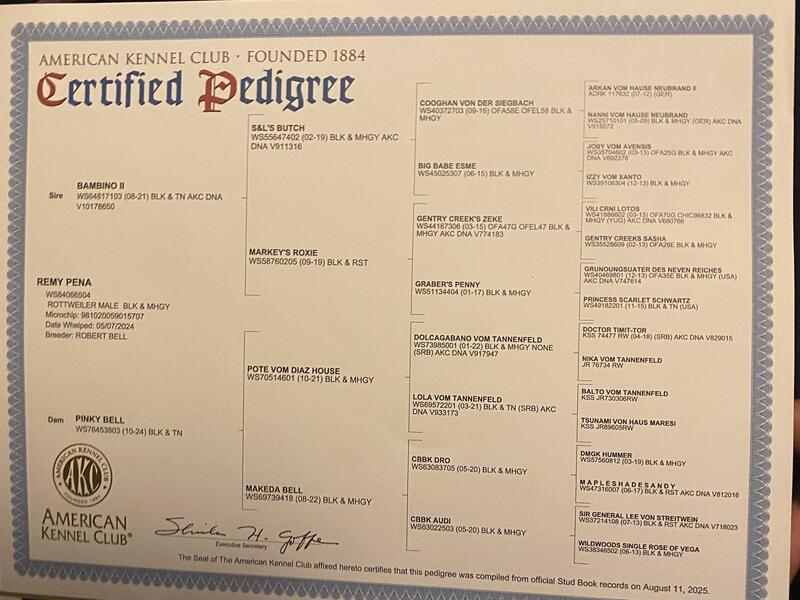 AMERICAN KENNEL CLUB · FOUNDED 1884
Certified Pedigree
REMY PENA
WS84066504
ROTTWEILER MALE BLK & MHGY
Microchip: 981020059015707
Date Whelped: 05/07/2024
Breeder: ROBERT BELL
Sire
BAMBINO II
WS64817103 (08-21) BLK & TN AKC DNA
V10178650
Dam
PINKY BELL
WS76453803 (10-24) BLK & TN
S&L'S BUTCH
WS55647402 (02-19) BLK & MHGY AKC
DNA V911316
MARKEY'S ROXIE
WS58760205 (09-19) BLK & RST
POTE VOM DIAZ HOUSE
WS70514601 (10-21) BLK & MHGY
MAKEDA BELL
WS69739418 (08-22) BLK & MHGY
COOGHAN VON DER SIEGBACH
WS40372703 (09-16) OFA58E OFEL58 BLK &
MHGY
BIG BABE ESME
WS45025307 (06-15) BLK & MHGY
GENTRY CREEK'S ZEKE
WS44167306 (03-15) OFA47G OFEL47 BLK &
MHGY AKC DNA V774183
GRABER'S PENNY
WS51134404 (01-17) BLK & MHGY
DOLCAGABANO VOM TANNENFELD
WS73985001 (01-22) BLK & MHGY NONE
(SRB) AKC DNA V917947
LOLA VOM TANNENFELD
WS69572201 (03-21) BLK & TN (SRB) AKC
DNA V933173
CBBK DRO
WS63083705 (05-20) BLK & MHGY
CBBK AUDI
WS63022503 (05-20) BLK & MHGY
ARKAN VOM HAUSE NEUBRAND II
ADRK 117632 (07-12) (GER)
NANNI VOM HAUSE NEUBRAND
WS25710101 (05-09) BLK & MHGY (GER) AKC DNA
V515572
JOBY VOM AVENSIS
WS35704602 (03-13) OFA25G BLK & MHGY AKC
DNA V692378
IZZY VOM XANTO
WS39106304 (12-13) BLK & MHGY
VILI CRNI LOTOS
WS41886602 (03-13) OFA70G CHIC98832 BLK &
MHGY (YUG) AKC DNA V680766
GENTRY CREEKS SASHA
WS35528609 (02-13) OFA26E BLK & MHGY
GRUNOUNGSUATER DES NEVEN REICHES
WS40469801 (12-13) OFA35E BLK & MHGY (USA)
AKC DNA V747614
PRINCESS SCARLET SCHWARTZ
WS49182201 (11-15) BLK & TN (USA)
DOCTOR TIMIT-TOR
KSS 74477 RW (04-18) (SRB) AKC DNA V829015
NIKA VOM TANNENFELD
JR 76734 RW
BALTO VOM TANNENFELD
KSS JR730306RW
TSUNAMI VON HAUS MARESI
KSS JR89605RW
DMGK HUMMER
WS57560812 (03-19) BLK & MHGY
MAPLESHADESANDY
WS47316007 (06-17) BLK & RST AKC DNA V812016
SIR GENERAL LEE VON STREITWEIN
WS37214108 (07-13) BLK & RST AKC DNA V718023
WILDWOODS SINGLE ROSE OF VEGA
WS38346502 (06-13) BLK & MHGY
AMERICAN KENNEL CLUB
AKC
FOUNDED 1884
AMERICAN
KENNEL CLUB®
Executive Secretary
The Seal of The American Kennel Club affixed hereto certifies that this pedigree was compiled from official Stud Book records on August 11, 2025.